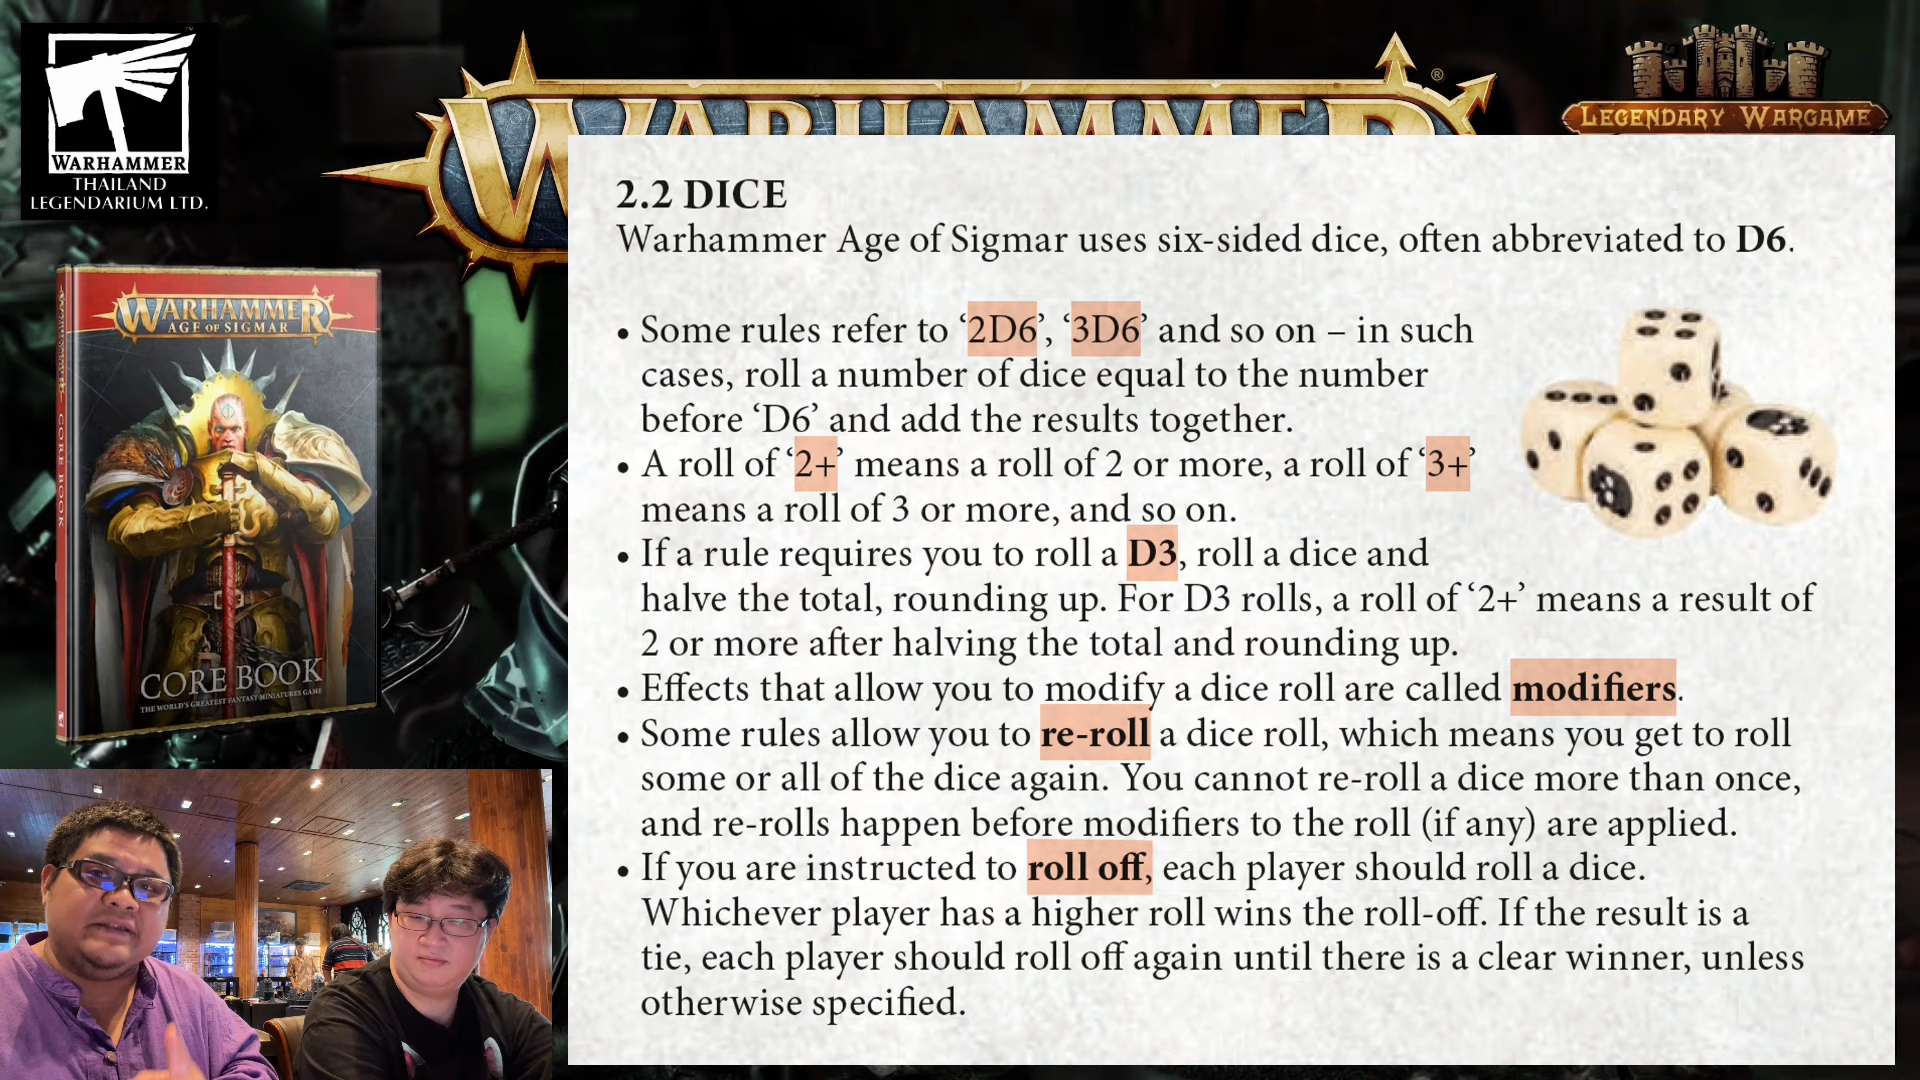 WARHAMMER
THAILAND
LEGENDARIUM LTD.
WARHAMMER
®
LEGENDARY WARGAME
WARHAMMER
AGE OF SIGMAR
CORE BOOK
CORE BOOK
THE WORLD'S GREATEST FANTASY MINIATURES GAME
2.2 DICE
Warhammer Age of Sigmar uses six-sided dice, often abbreviated to D6.
• Some rules refer to ‘2D6’, ‘3D6’ and so on – in such
cases, roll a number of dice equal to the number
before ‘D6’ and add the results together.
• A roll of ‘2+’ means a roll of 2 or more, a roll of ‘3+’
means a roll of 3 or more, and so on.
• If a rule requires you to roll a D3, roll a dice and
halve the total, rounding up. For D3 rolls, a roll of ‘2+’ means a result of
2 or more after halving the total and rounding up.
• Effects that allow you to modify a dice roll are called modifiers.
• Some rules allow you to re-roll a dice roll, which means you get to roll
some or all of the dice again. You cannot re-roll a dice more than once,
and re-rolls happen before modifiers to the roll (if any) are applied.
• If you are instructed to roll off, each player should roll a dice.
Whichever player has a higher roll wins the roll-off. If the result is a
tie, each player should roll off again until there is a clear winner, unless
otherwise specified.